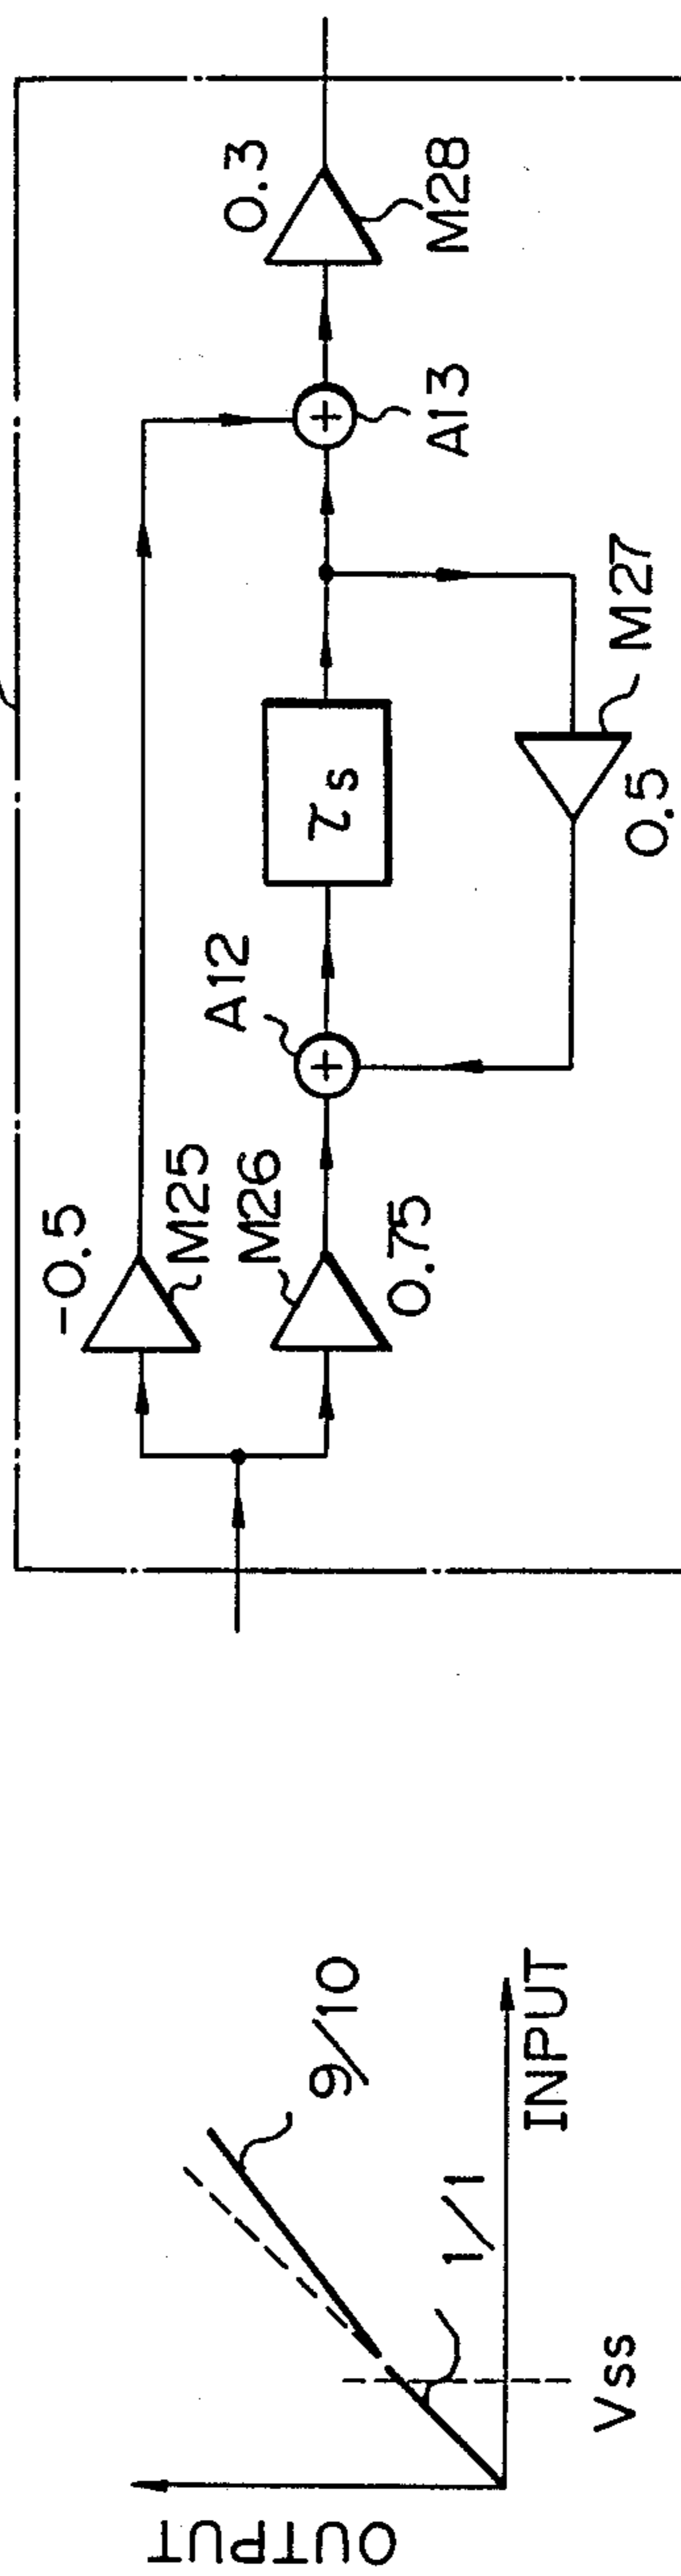 -0.5
M25
M26
0.75
A12
τs
M27
0.5
A13
0.3
M28
OUTPUT
INPUT
9/10
1/1
Vss